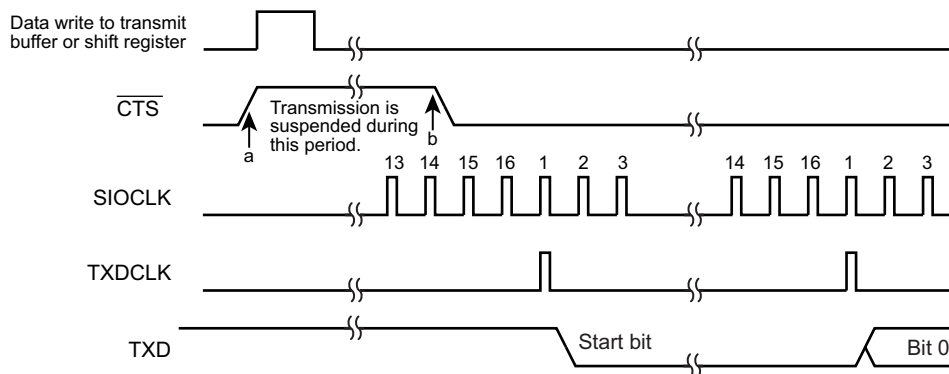 Data write to transmit
buffer or shift register
CTS
Transmission is
suspended during
this period.
a
b
13 14 15 16 1 2 3 14 15 16 1 2 3
SIOCLK
TXDCLK
TXD
Start bit
Bit 0